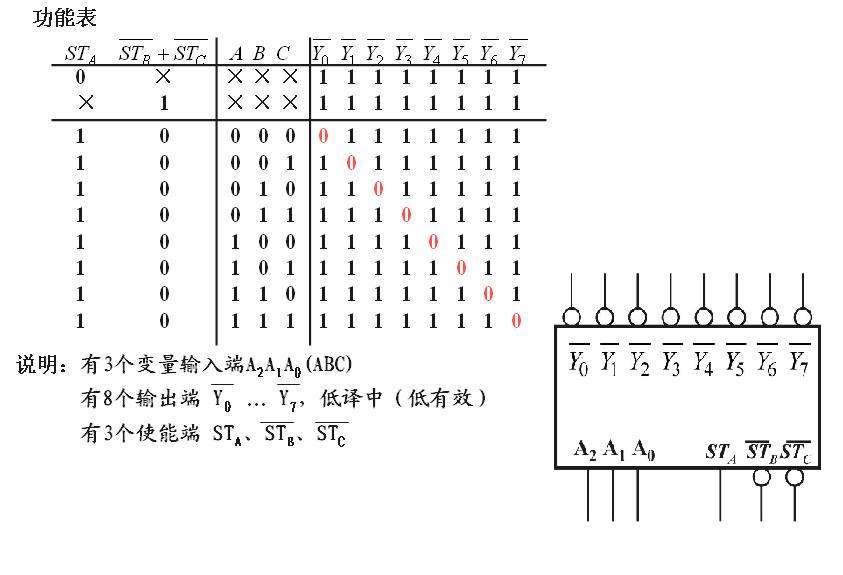 功能表
ST_A  \overline{ST_B} + \overline{ST_C}  A B C  \overline{Y_0} \overline{Y_1} \overline{Y_2} \overline{Y_3} \overline{Y_4} \overline{Y_5} \overline{Y_6} \overline{Y_7}
0 × × × × 1 1 1 1 1 1 1 1
× 1 × × × 1 1 1 1 1 1 1 1
1 0 0 0 0 0 1 1 1 1 1 1 1
1 0 0 0 1 1 0 1 1 1 1 1 1
1 0 0 1 0 1 1 0 1 1 1 1 1
1 0 0 1 1 1 1 1 0 1 1 1 1
1 0 1 0 0 1 1 1 1 0 1 1 1
1 0 1 0 1 1 1 1 1 1 0 1 1
1 0 1 1 0 1 1 1 1 1 1 0 1
1 0 1 1 1 1 1 1 1 1 1 1 0
说明：有3个变量输入端A₂A₁A₀(ABC)
有8个输出端 \overline{Y_0} … \overline{Y_7}，低译中（低有效）
有3个使能端 ST_A、\overline{ST_B}、\overline{ST_C}
\overline{Y_0} \overline{Y_1} \overline{Y_2} \overline{Y_3} \overline{Y_4} \overline{Y_5} \overline{Y_6} \overline{Y_7}
A₂ A₁ A₀ ST_A \overline{ST_B} \overline{ST_C}